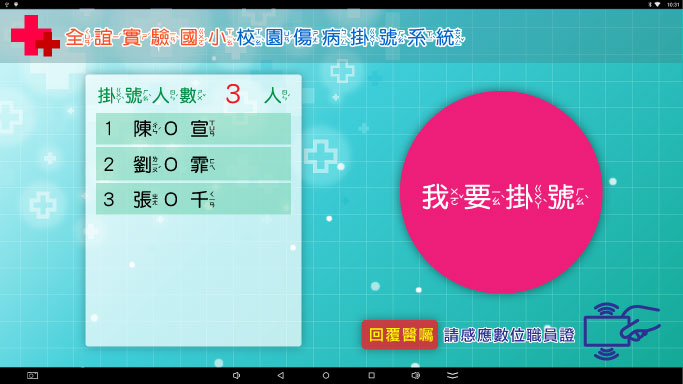 10:31
全誼實驗國小校園傷病掛號系統
掛號人數 3 人
1 陳O宣
2 劉O霏
3 張O千
我要掛號
回覆醫囑 請感應數位職員證